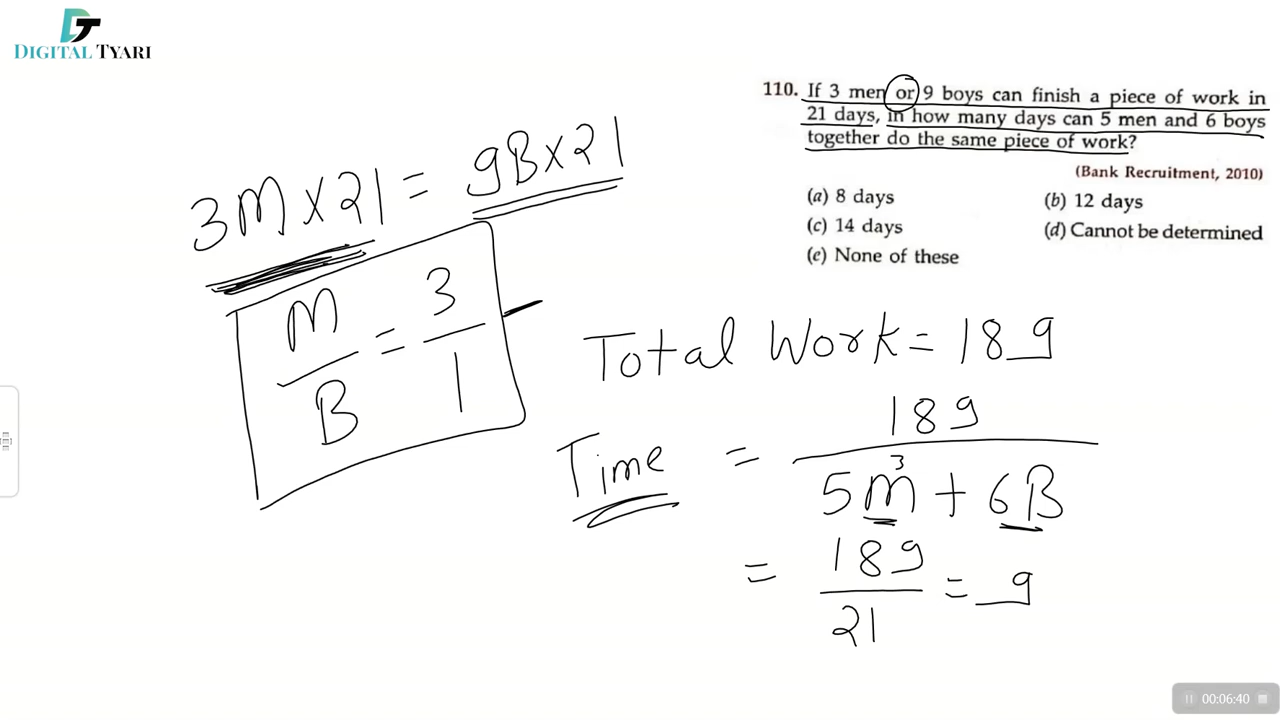 DIGITAL TYARI
110. If 3 men or 9 boys can finish a piece of work in
21 days, in how many days can 5 men and 6 boys
together do the same piece of work?
(Bank Recruitment, 2010)
(a) 8 days (b) 12 days
(c) 14 days (d) Cannot be determined
(e) None of these
3M×21 = 9B×21
M/B = 3/1
Total Work = 189
Time = 189
5M³ + 6B
= 189/21 = 9
00:06:40